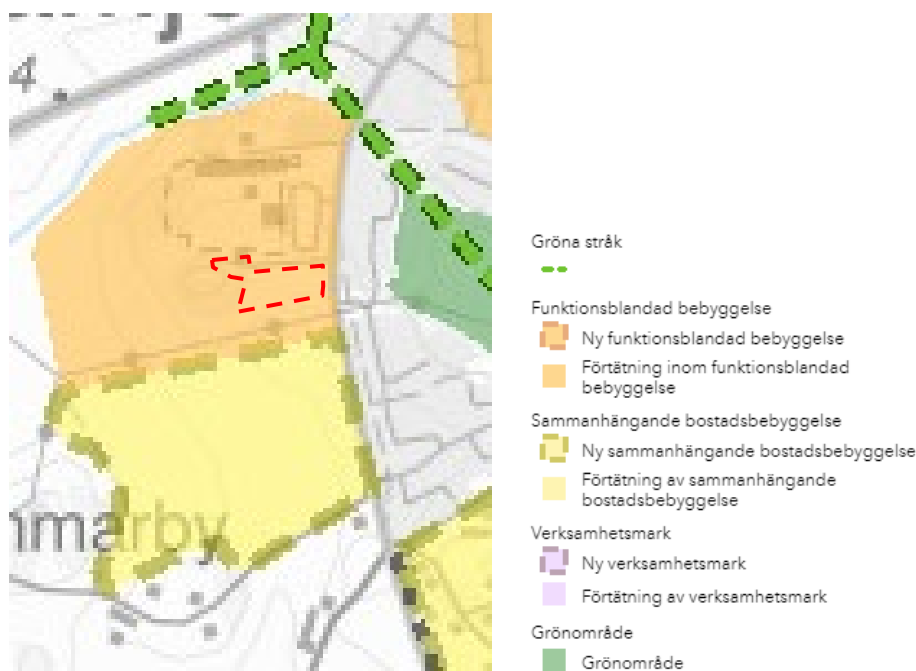 4
Gröna stråk
Funktionsblandad bebyggelse
Ny funktionsblandad bebyggelse
Förtätning inom funktionsblandad
bebyggelse
Sammanhängande bostadsbebyggelse
Ny sammanhängande bostadsbebyggelse
Förtätning av sammanhängande
bostadsbebyggelse
Verksamhetsmark
Ny verksamhetsmark
Förtätning av verksamhetsmark
Grönområde
Grönområde